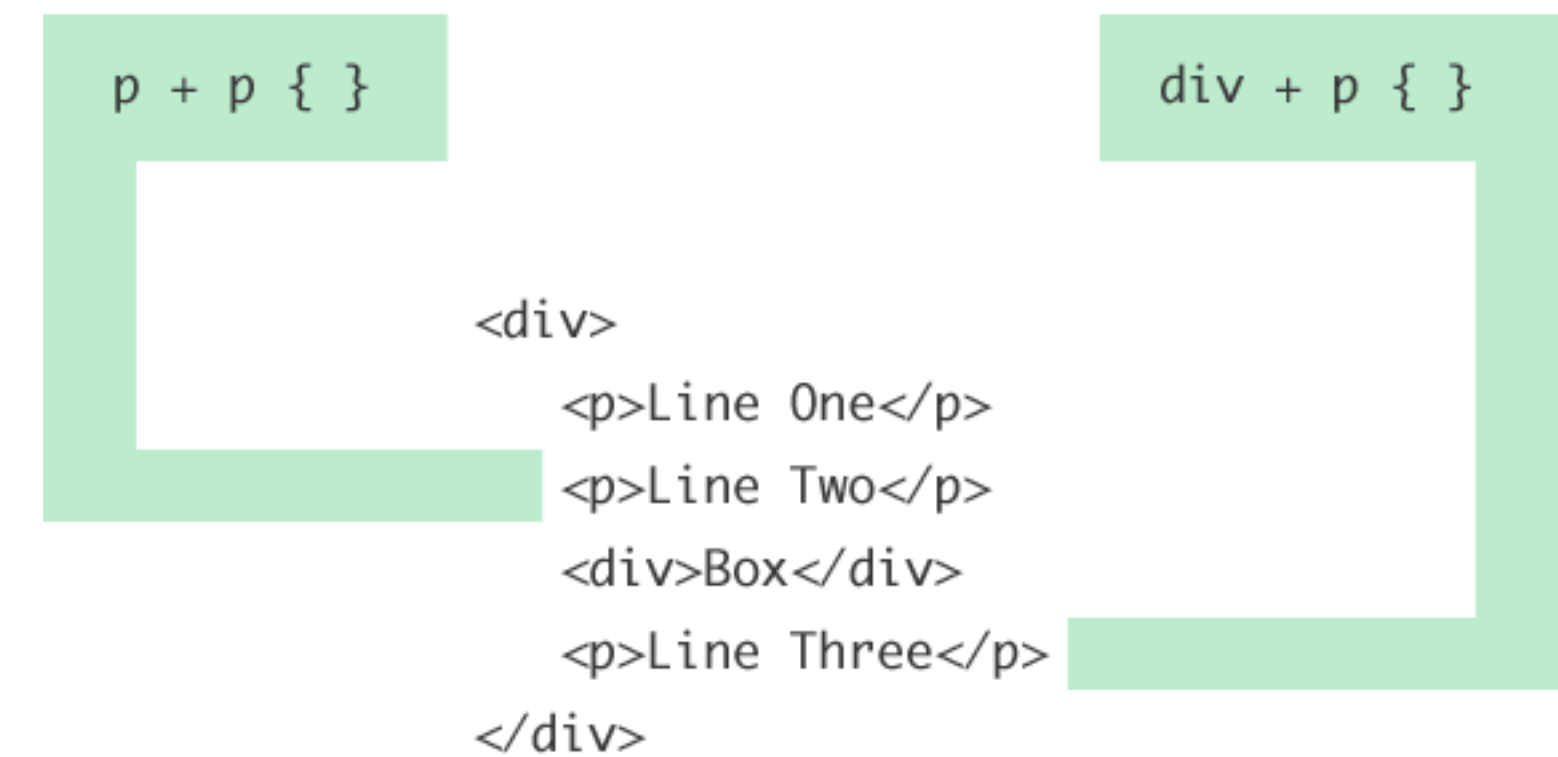 p + p { }
div + p { }
<div>
<p>Line One</p>
<p>Line Two</p>
<div>Box</div>
<p>Line Three</p>
</div>